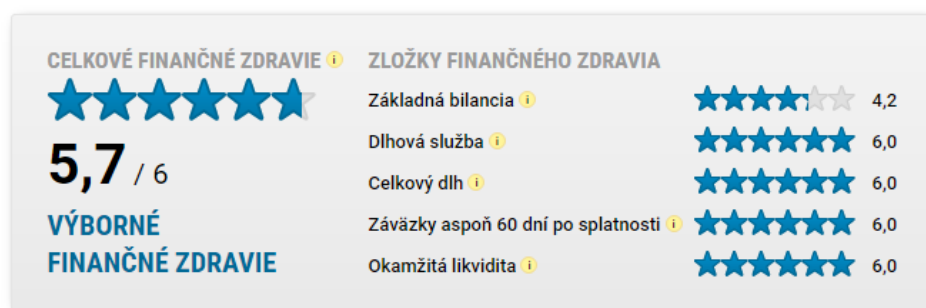 CELKOVÉ FINANČNÉ ZDRAVIE
5,7 / 6
VÝBORNÉ
FINANČNÉ ZDRAVIE
ZLOŽKY FINANČNÉHO ZDRAVIA
Základná bilancia 4,2
Dlhová služba 6,0
Celkový dlh 6,0
Záväzky aspoň 60 dní po splatnosti 6,0
Okamžitá likvidita 6,0